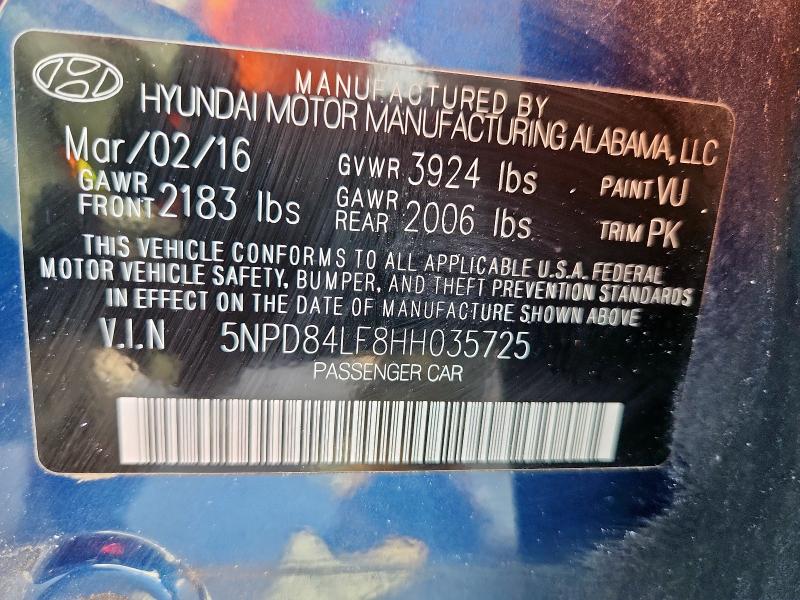 MANUFACTURED BY
HYUNDAI MOTOR MANUFACTURING ALABAMA, LLC
Mar/02/16 GVWR 3924 lbs PAINT VU
GAWR FRONT 2183 lbs GAWR REAR 2006 lbs TRIM PK
THIS VEHICLE CONFORMS TO ALL APPLICABLE U.S.A. FEDERAL
MOTOR VEHICLE SAFETY, BUMPER, AND THEFT PREVENTION STANDARDS
IN EFFECT ON THE DATE OF MANUFACTURE SHOWN ABOVE
V.I.N 5NPD84LF8HH035725
PASSENGER CAR